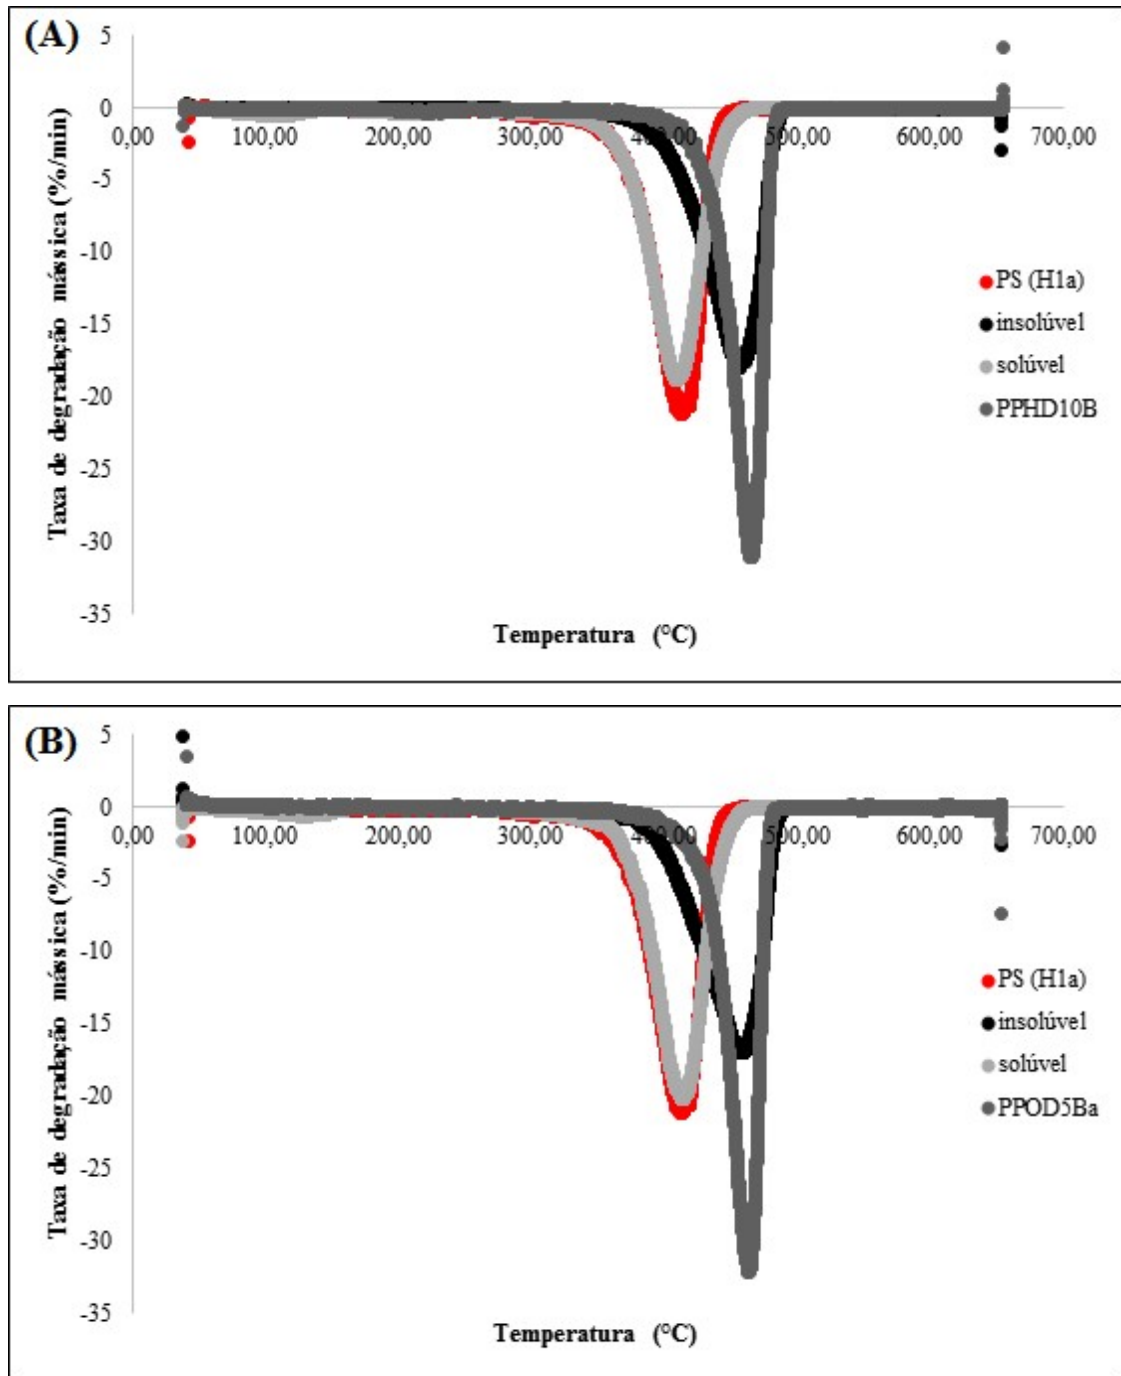 (A)
5
0
0,00 100,00 200,00 300,00 400,00 500,00 600,00 700,00
-5
-10
-15
-20
-25
-30
-35
Taxa de degradação mássica (%/min)
Temperatura (°C)
PS (H1a)
insolúvel
solúvel
PPHD10B
(B)
5
0
0,00 100,00 200,00 300,00 400,00 500,00 600,00 700,00
-5
-10
-15
-20
-25
-30
-35
Taxa de degradação mássica (%/min)
Temperatura (°C)
PS (H1a)
insolúvel
solúvel
PPOD5Ba